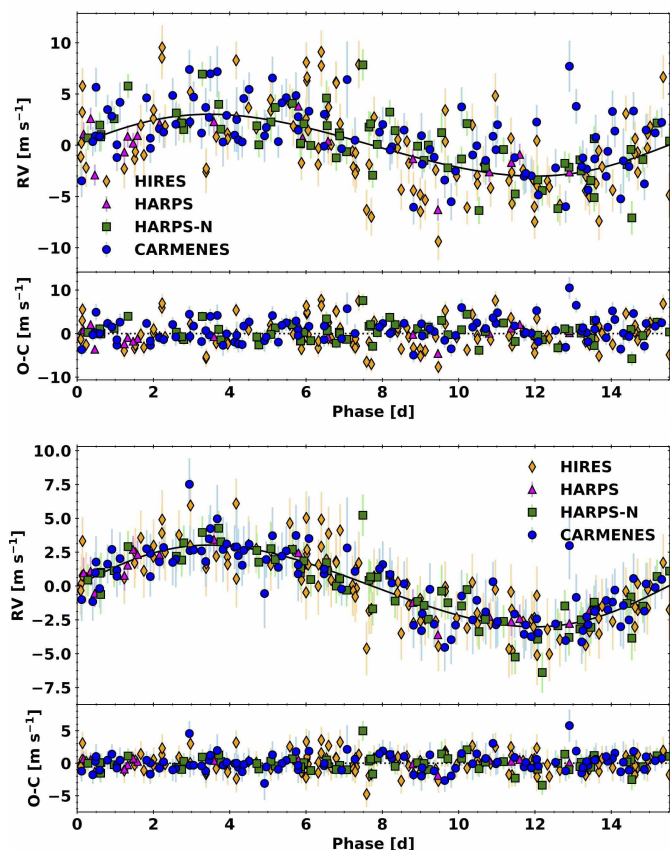 10
5
0
−5
−10
RV [m s⁻¹]
HIRES
HARPS
HARPS-N
CARMENES
10
0
−10
O-C [m s⁻¹]
0 2 4 6 8 10 12 14
Phase [d]
10.0
7.5
5.0
2.5
0.0
−2.5
−5.0
−7.5
RV [m s⁻¹]
HIRES
HARPS
HARPS-N
CARMENES
5
0
−5
O-C [m s⁻¹]
0 2 4 6 8 10 12 14
Phase [d]